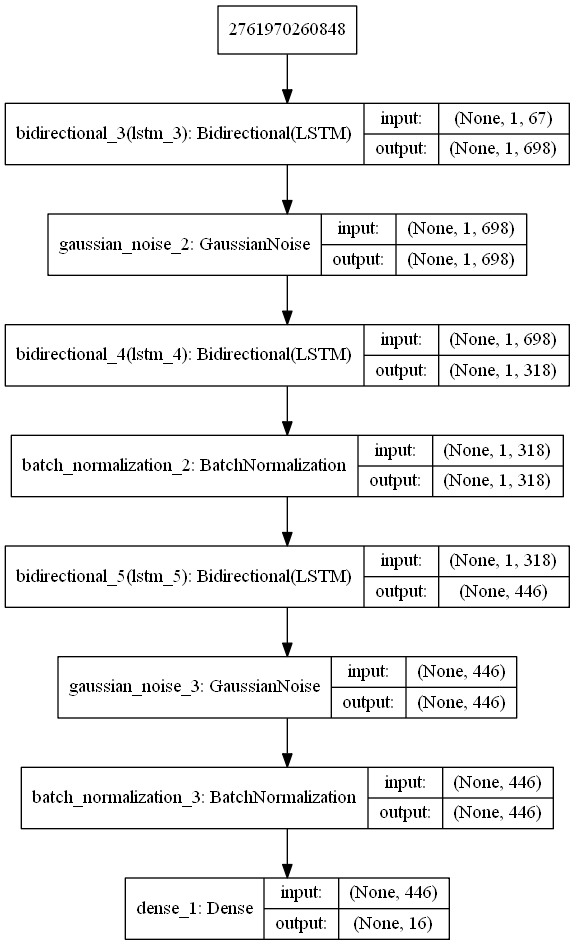 2761970260848
bidirectional_3(lstm_3): Bidirectional(LSTM)
input: (None, 1, 67)
output: (None, 1, 698)
gaussian_noise_2: GaussianNoise
input: (None, 1, 698)
output: (None, 1, 698)
bidirectional_4(lstm_4): Bidirectional(LSTM)
input: (None, 1, 698)
output: (None, 1, 318)
batch_normalization_2: BatchNormalization
input: (None, 1, 318)
output: (None, 1, 318)
bidirectional_5(lstm_5): Bidirectional(LSTM)
input: (None, 1, 318)
output: (None, 446)
gaussian_noise_3: GaussianNoise
input: (None, 446)
output: (None, 446)
batch_normalization_3: BatchNormalization
input: (None, 446)
output: (None, 446)
dense_1: Dense
input: (None, 446)
output: (None, 16)